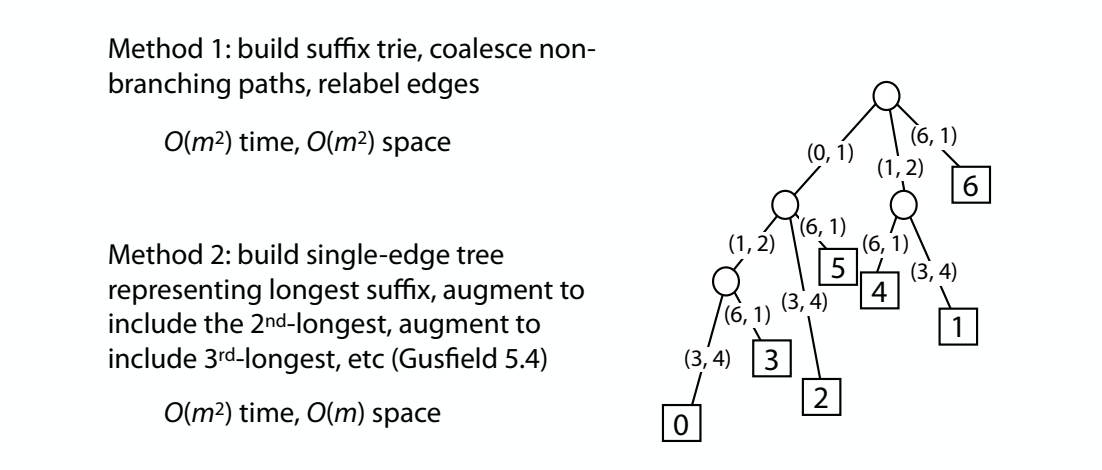 Method 1: build suffix trie, coalesce non-
branching paths, relabel edges
O(m²) time, O(m²) space
Method 2: build single-edge tree
representing longest suffix, augment to
include the 2nd-longest, augment to
include 3rd-longest, etc (Gusfield 5.4)
O(m²) time, O(m) space
(6, 1)
(0, 1)
(1, 2)
6
(6, 1)
(1, 2)
(6, 1)
5
(3, 4)
4
(3, 4)
(6, 1)
1
(3, 4)
3
2
0